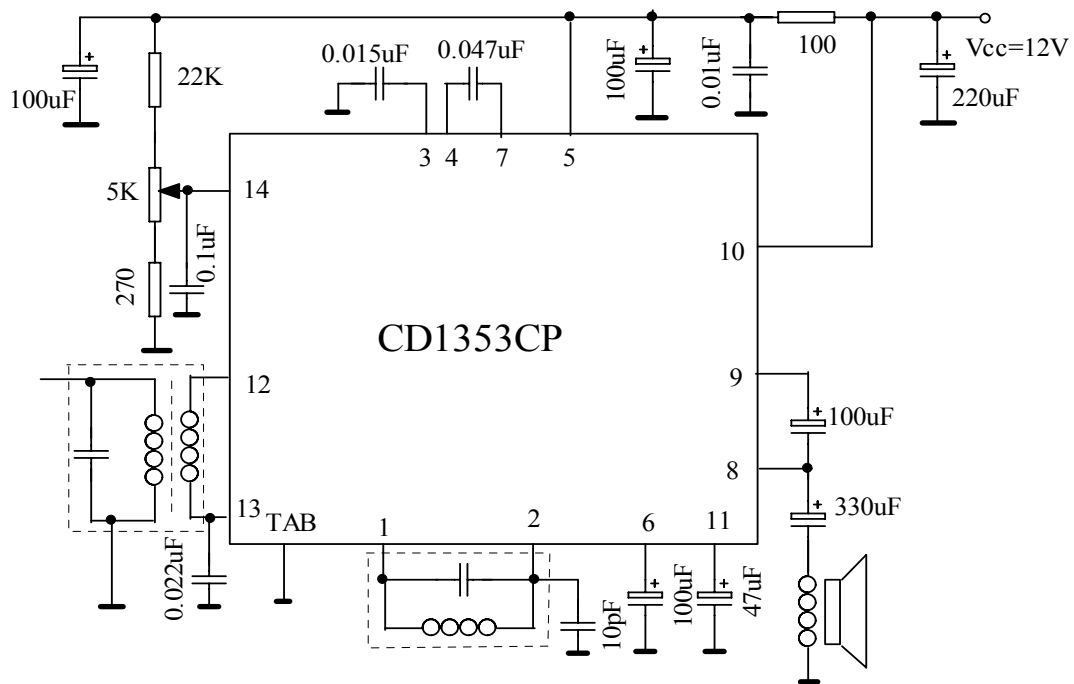 100
Vcc=12V
0.015uF
0.047uF
22K
100uF
100uF
0.01uF
220uF
3
4
7
5
5K
14
10
0.1uF
270
CD1353CP
12
9
100uF
8
13
330uF
TAB
1
2
6
11
0.022uF
10pF
100uF
47uF
+
+
+
+
+
+
+
+